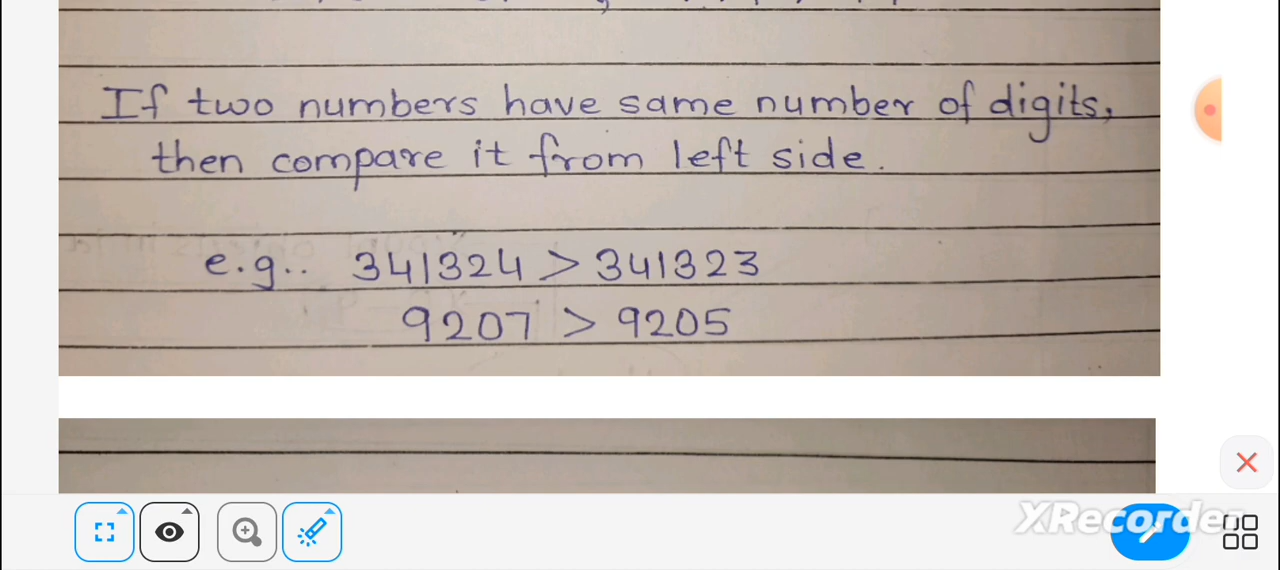 If two numbers have same number of digits,
then compare it from left side.
e.g.. 341324 > 341323
9207 > 9205
XRecorder